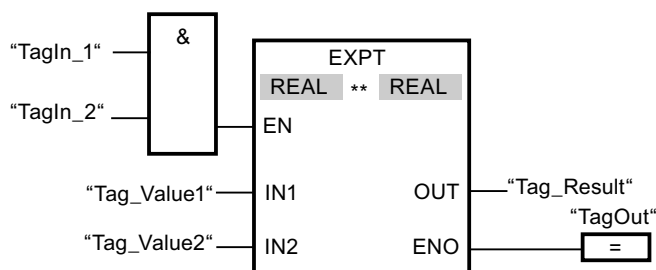 &
“TagIn_1“
EXPT
REAL ** REAL
“TagIn_2“
EN
“Tag_Value1“ IN1 OUT “Tag_Result“
“TagOut“
“Tag_Value2“ IN2 ENO =